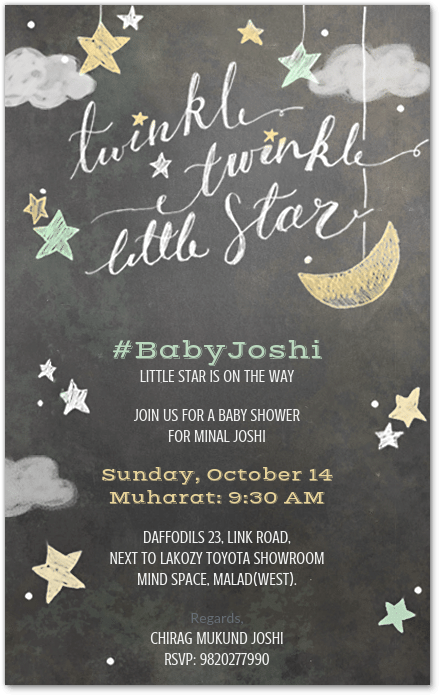 twinkle
twinkle
little star
#BabyJoshi
LITTLE STAR IS ON THE WAY
JOIN US FOR A BABY SHOWER
FOR MINAL JOSHI
Sunday, October 14
Muharat: 9:30 AM
DAFFODILS 23, LINK ROAD,
NEXT TO LAKOZY TOYOTA SHOWROOM
MIND SPACE, MALAD(WEST).
Regards,
CHIRAG MUKUND JOSHI
RSVP: 9820277990